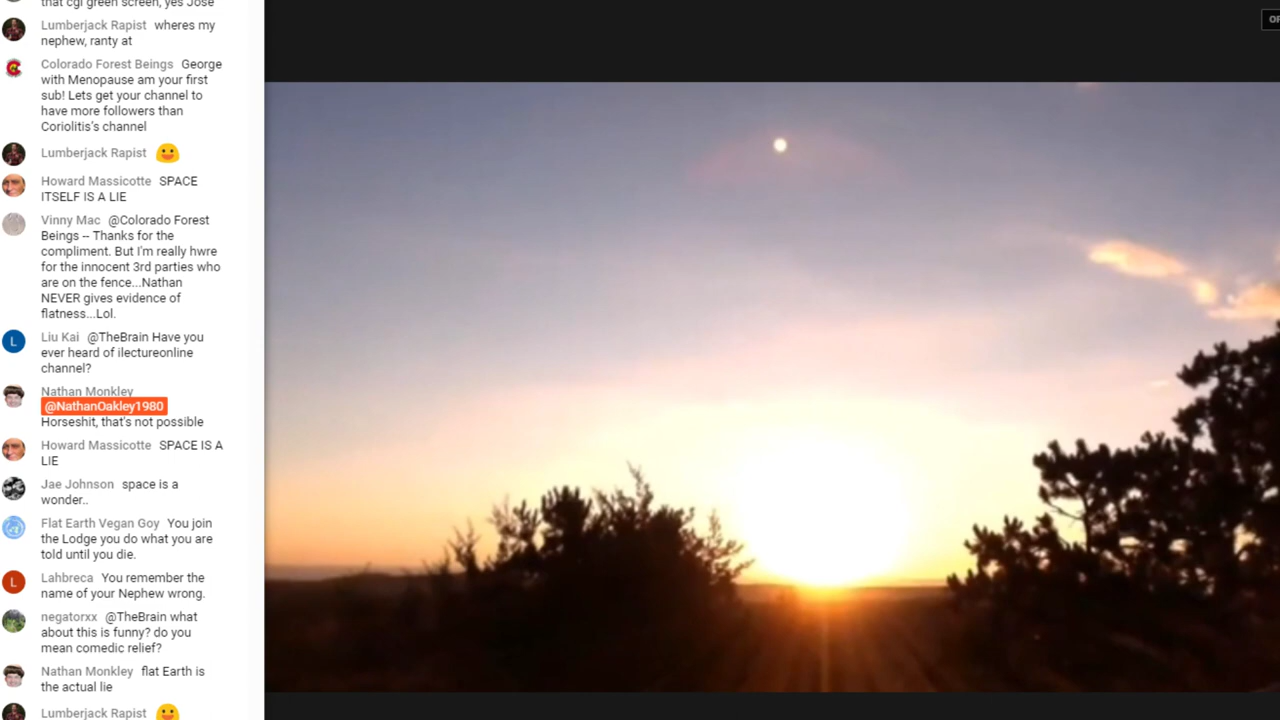 that cgi green screen, yes Jose
Lumberjack Rapist wheres my
nephew, ranty at
Colorado Forest Beings George
with Menopause am your first
sub! Lets get your channel to
have more followers than
Coriolitis's channel
Lumberjack Rapist
Howard Massicotte SPACE
ITSELF IS A LIE
Vinny Mac @Colorado Forest
Beings -- Thanks for the
compliment. But I'm really hwre
for the innocent 3rd parties who
are on the fence...Nathan
NEVER gives evidence of
flatness...Lol.
Liu Kai @TheBrain Have you
ever heard of ilectureonline
channel?
Nathan Monkley
@NathanOakley1980
Horseshit, that's not possible
Howard Massicotte SPACE IS A
LIE
Jae Johnson space is a
wonder..
Flat Earth Vegan Goy You join
the Lodge you do what you are
told until you die.
Lahbreca You remember the
name of your Nephew wrong.
negatorxx @TheBrain what
about this is funny? do you
mean comedic relief?
Nathan Monkley flat Earth is
the actual lie
Lumberjack Rapist